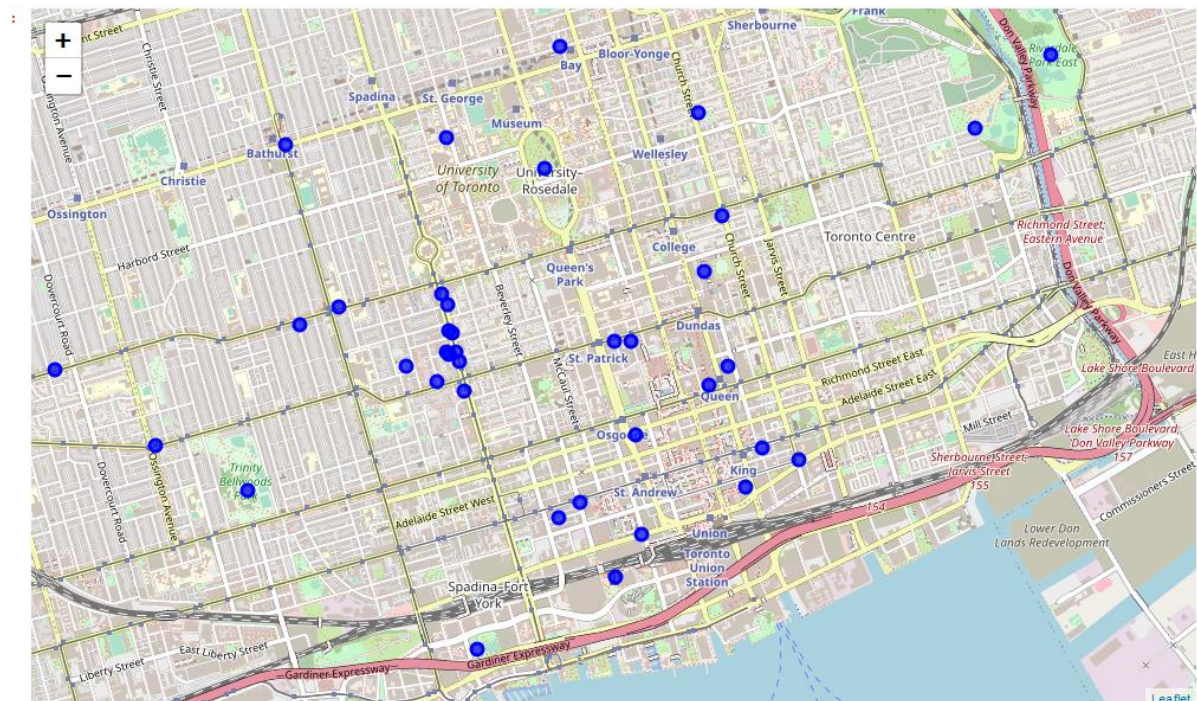 :
+
−
nt Street
Christie Street
Ossington Avenue
Frank
Sherbourne
Bloor-Yonge
Bay
Church Street
Don Valley Parkway
Riverdale
Park East
Spadina
St. George
Museum
Bathurst
Wellesley
Christie
University
of Toronto
University–
Rosedale
Ossington
Harbord Street
College
Church Street
Jarvis Street
Toronto Centre
Richmond Street;
Eastern Avenue
Dovercourt Road
Queen's
Park
Beverley Street
Don Valley Parkway
Dundas
St. Patrick
McCaul Street
Richmond Street East
Adelaide Street East
East H
Lake Shore Boulevard
Queen
Mill Street
Osgoode
Lake Shore Boulevard;
Don Valley Parkway
157
Trinity
Bellwoods
Dovercourt Road
Ossington Avenue
Sherbourne Street;
Jarvis Street
155
King
St. Andrew
Adelaide Street West
154
Commissioners Street
Lower Don
Lands Redevelopment
Union
Toronto
Union
Station
Spadina–Fort
York
East Liberty Street
Liberty Street
Gardiner Expressway
Gardiner Expressway
Leaflet